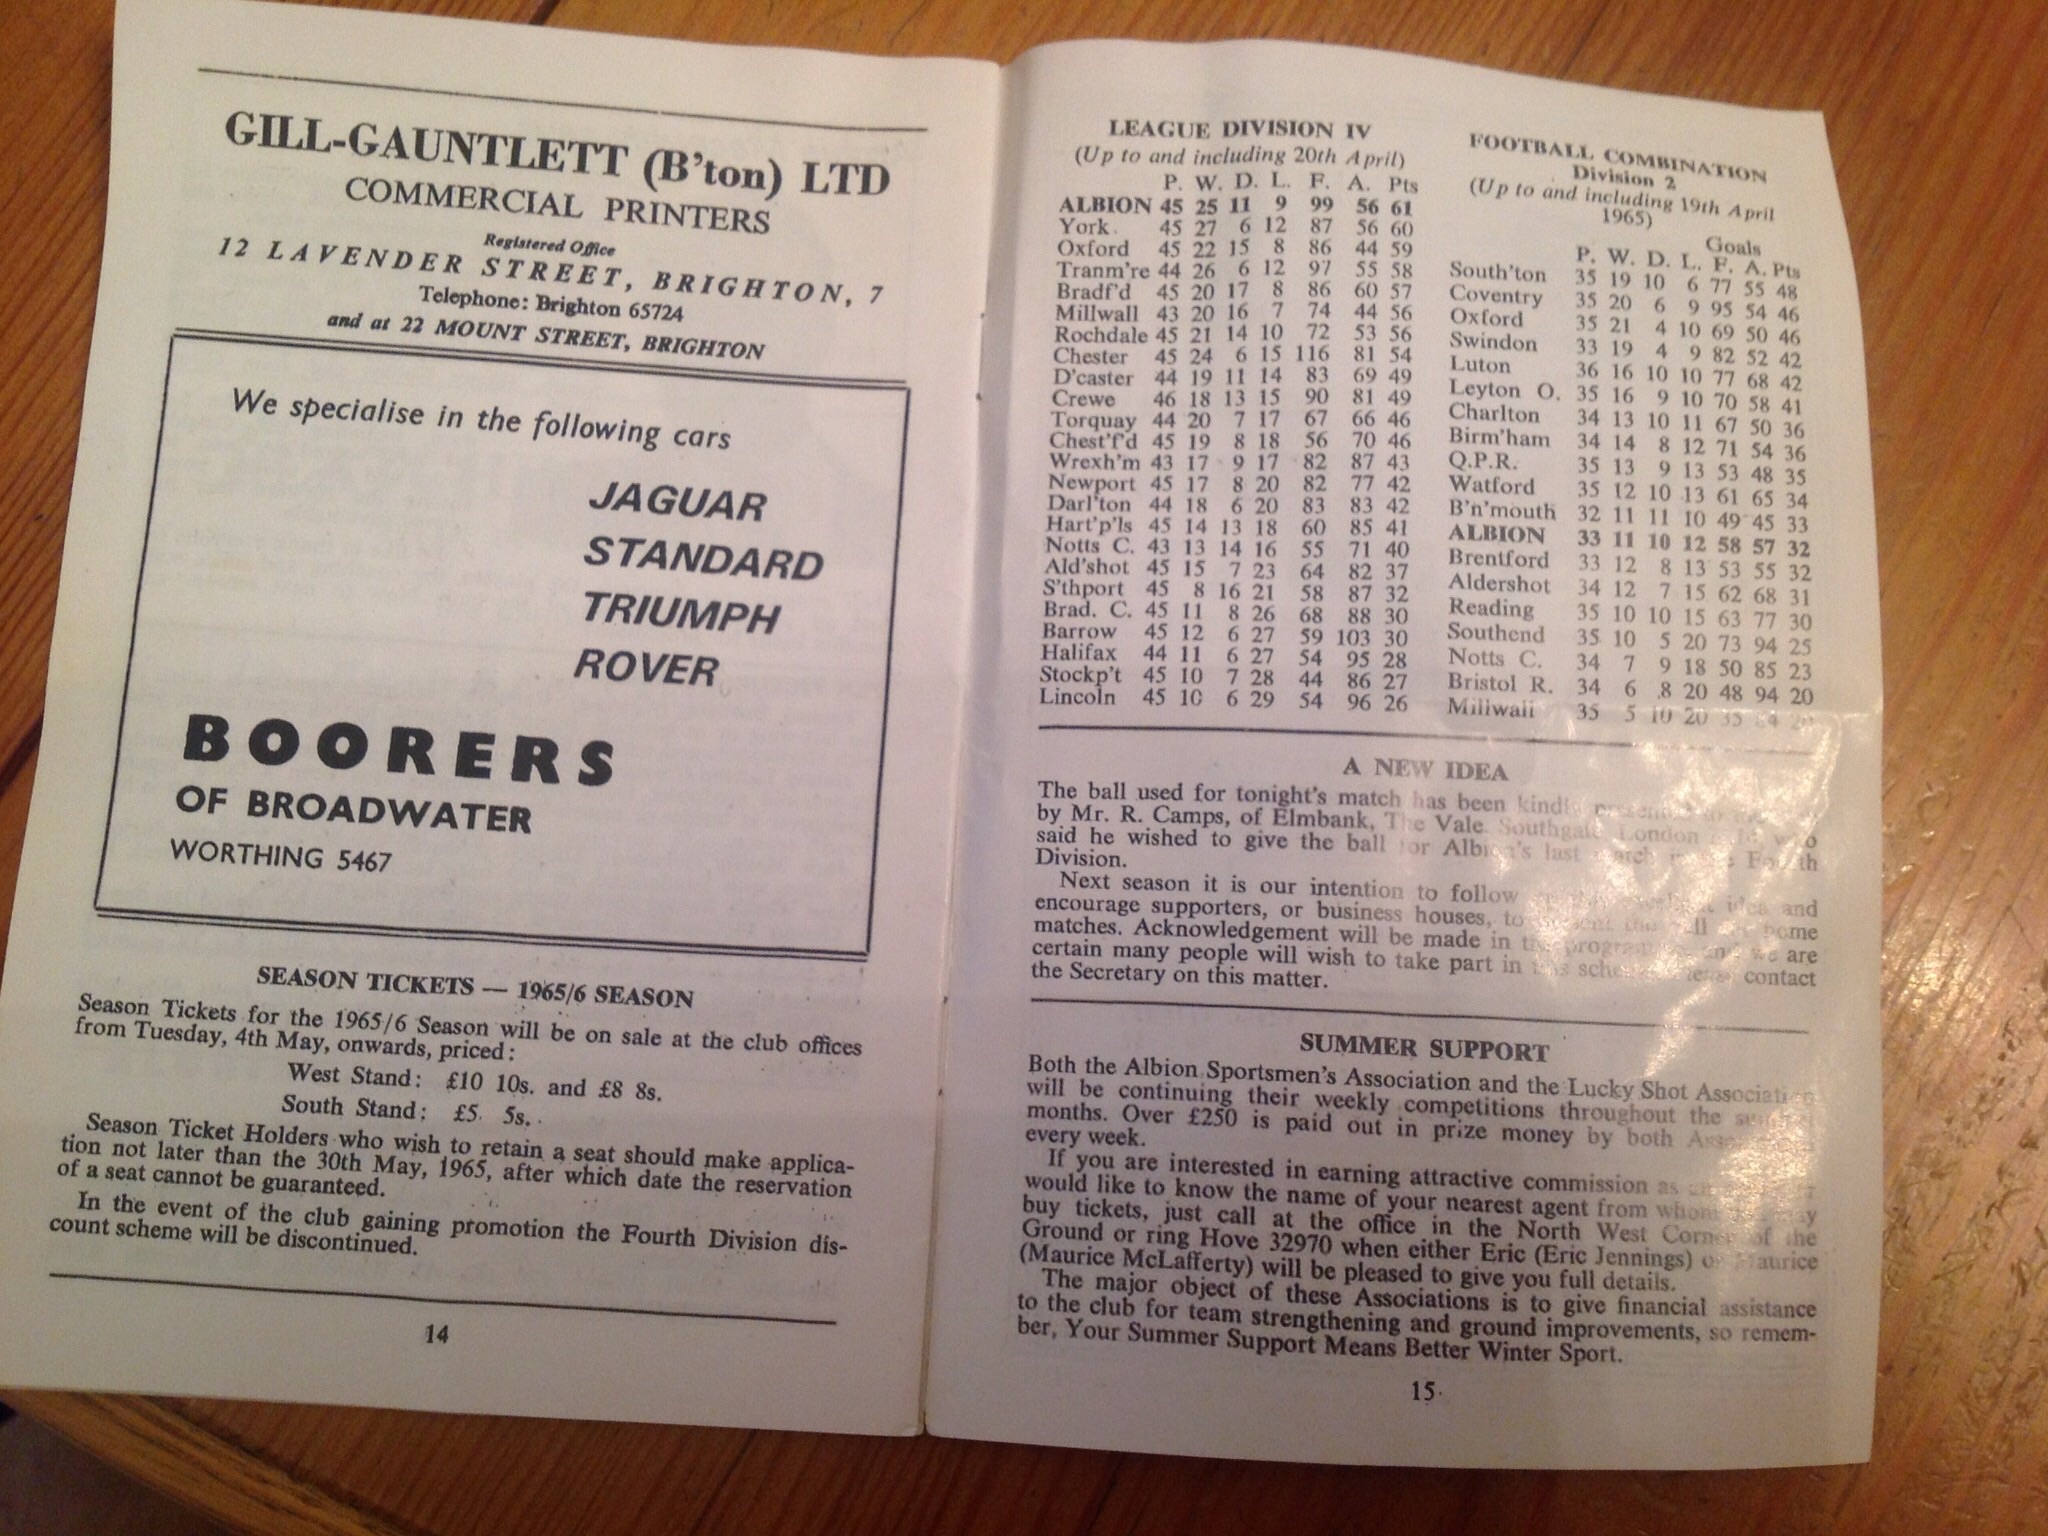 GILL-GAUNTLETT (B'ton) LTD
COMMERCIAL PRINTERS
Registered Office
12 LAVENDER STREET, BRIGHTON, 7
Telephone: Brighton 65724
and at 22 MOUNT STREET, BRIGHTON
We specialise in the following cars
JAGUAR
STANDARD
TRIUMPH
ROVER
BOORERS
OF BROADWATER
WORTHING 5467
SEASON TICKETS — 1965/6 SEASON
Season Tickets for the 1965/6 Season will be on sale at the club offices
from Tuesday, 4th May, onwards, priced:
West Stand: £10 10s. and £8 8s.
South Stand: £5 5s.
Season Ticket Holders who wish to retain a seat should make applica-
tion not later than the 30th May, 1965, after which date the reservation
of a seat cannot be guaranteed.
In the event of the club gaining promotion the Fourth Division dis-
count scheme will be discontinued.
14
LEAGUE DIVISION IV
(Up to and including 20th April)
P. W. D. L. F. A. Pts
ALBION 45 25 11 9 99 56 61
York 45 27 6 12 87 56 60
Oxford 45 22 15 8 86 44 59
Tranm're 44 26 6 12 97 55 58
Bradf'd 45 20 17 8 86 60 57
Millwall 43 20 16 7 74 44 56
Rochdale 45 21 14 10 72 53 56
Chester 45 24 6 15 116 81 54
D'caster 44 19 11 14 83 69 49
Crewe 46 18 13 15 90 81 49
Torquay 44 20 7 17 67 66 46
Chest'f'd 45 19 8 18 56 70 46
Wrexh'm 43 17 9 17 82 87 43
Newport 45 17 8 20 82 77 42
Darl'ton 44 18 6 20 83 83 42
Hart'p'ls 45 14 13 18 60 85 41
Notts C. 43 13 14 16 55 71 40
Ald'shot 45 15 7 23 64 82 37
S'thport 45 8 16 21 58 87 32
Brad. C. 45 11 8 26 68 88 30
Barrow 45 12 6 27 59 103 30
Halifax 44 11 6 27 54 95 28
Stockp't 45 10 7 28 44 86 27
Lincoln 45 10 6 29 54 96 26
FOOTBALL COMBINATION
Division 2
(Up to and including 19th April
1965)
Goals
P. W. D. L. F. A. Pts
South'ton 35 19 10 6 77 55 48
Coventry 35 20 6 9 95 54 46
Oxford 35 21 4 10 69 50 46
Swindon 33 19 4 9 82 52 42
Luton 36 16 10 10 77 68 42
Leyton O. 35 16 9 10 70 58 41
Charlton 34 13 10 11 67 50 36
Birm'ham 34 14 8 12 71 54 36
Q.P.R. 35 13 9 13 53 48 35
Watford 35 12 10 13 61 65 34
B'n'mouth 32 11 11 10 49 45 33
ALBION 33 11 10 12 58 57 32
Brentford 33 12 8 13 53 55 32
Aldershot 34 12 7 15 62 68 31
Reading 35 10 10 15 63 77 30
Southend 35 10 5 20 73 94 25
Notts C. 34 7 9 18 50 85 23
Bristol R. 34 6 8 20 48 94 20
Millwall 35 5 10 20 35 84 20
A NEW IDEA
The ball used for tonight's match has been kindly
by Mr. R. Camps, of Elmbank, The Vale, Southgate, London who
said he wished to give the ball for Albion's last match in the Fourth
Division.
Next season it is our intention to follow idea and
encourage supporters, or business houses, to present the ball home
matches. Acknowledgement will be made in the programme, and we are
certain many people will wish to take part in this scheme. contact
the Secretary on this matter.
SUMMER SUPPORT
Both the Albion Sportsmen's Association and the Lucky Shot Association
will be continuing their weekly competitions throughout the summer
months. Over £250 is paid out in prize money by both
every week.
If you are interested in earning attractive commission as an
would like to know the name of your nearest agent from whom
buy tickets, just call at the office in the North West Corner of the
Ground or ring Hove 32970 when either Eric (Eric Jennings) or Maurice
(Maurice McLafferty) will be pleased to give you full details.
The major object of these Associations is to give financial assistance
to the club for team strengthening and ground improvements, so remem-
ber, Your Summer Support Means Better Winter Sport.
15